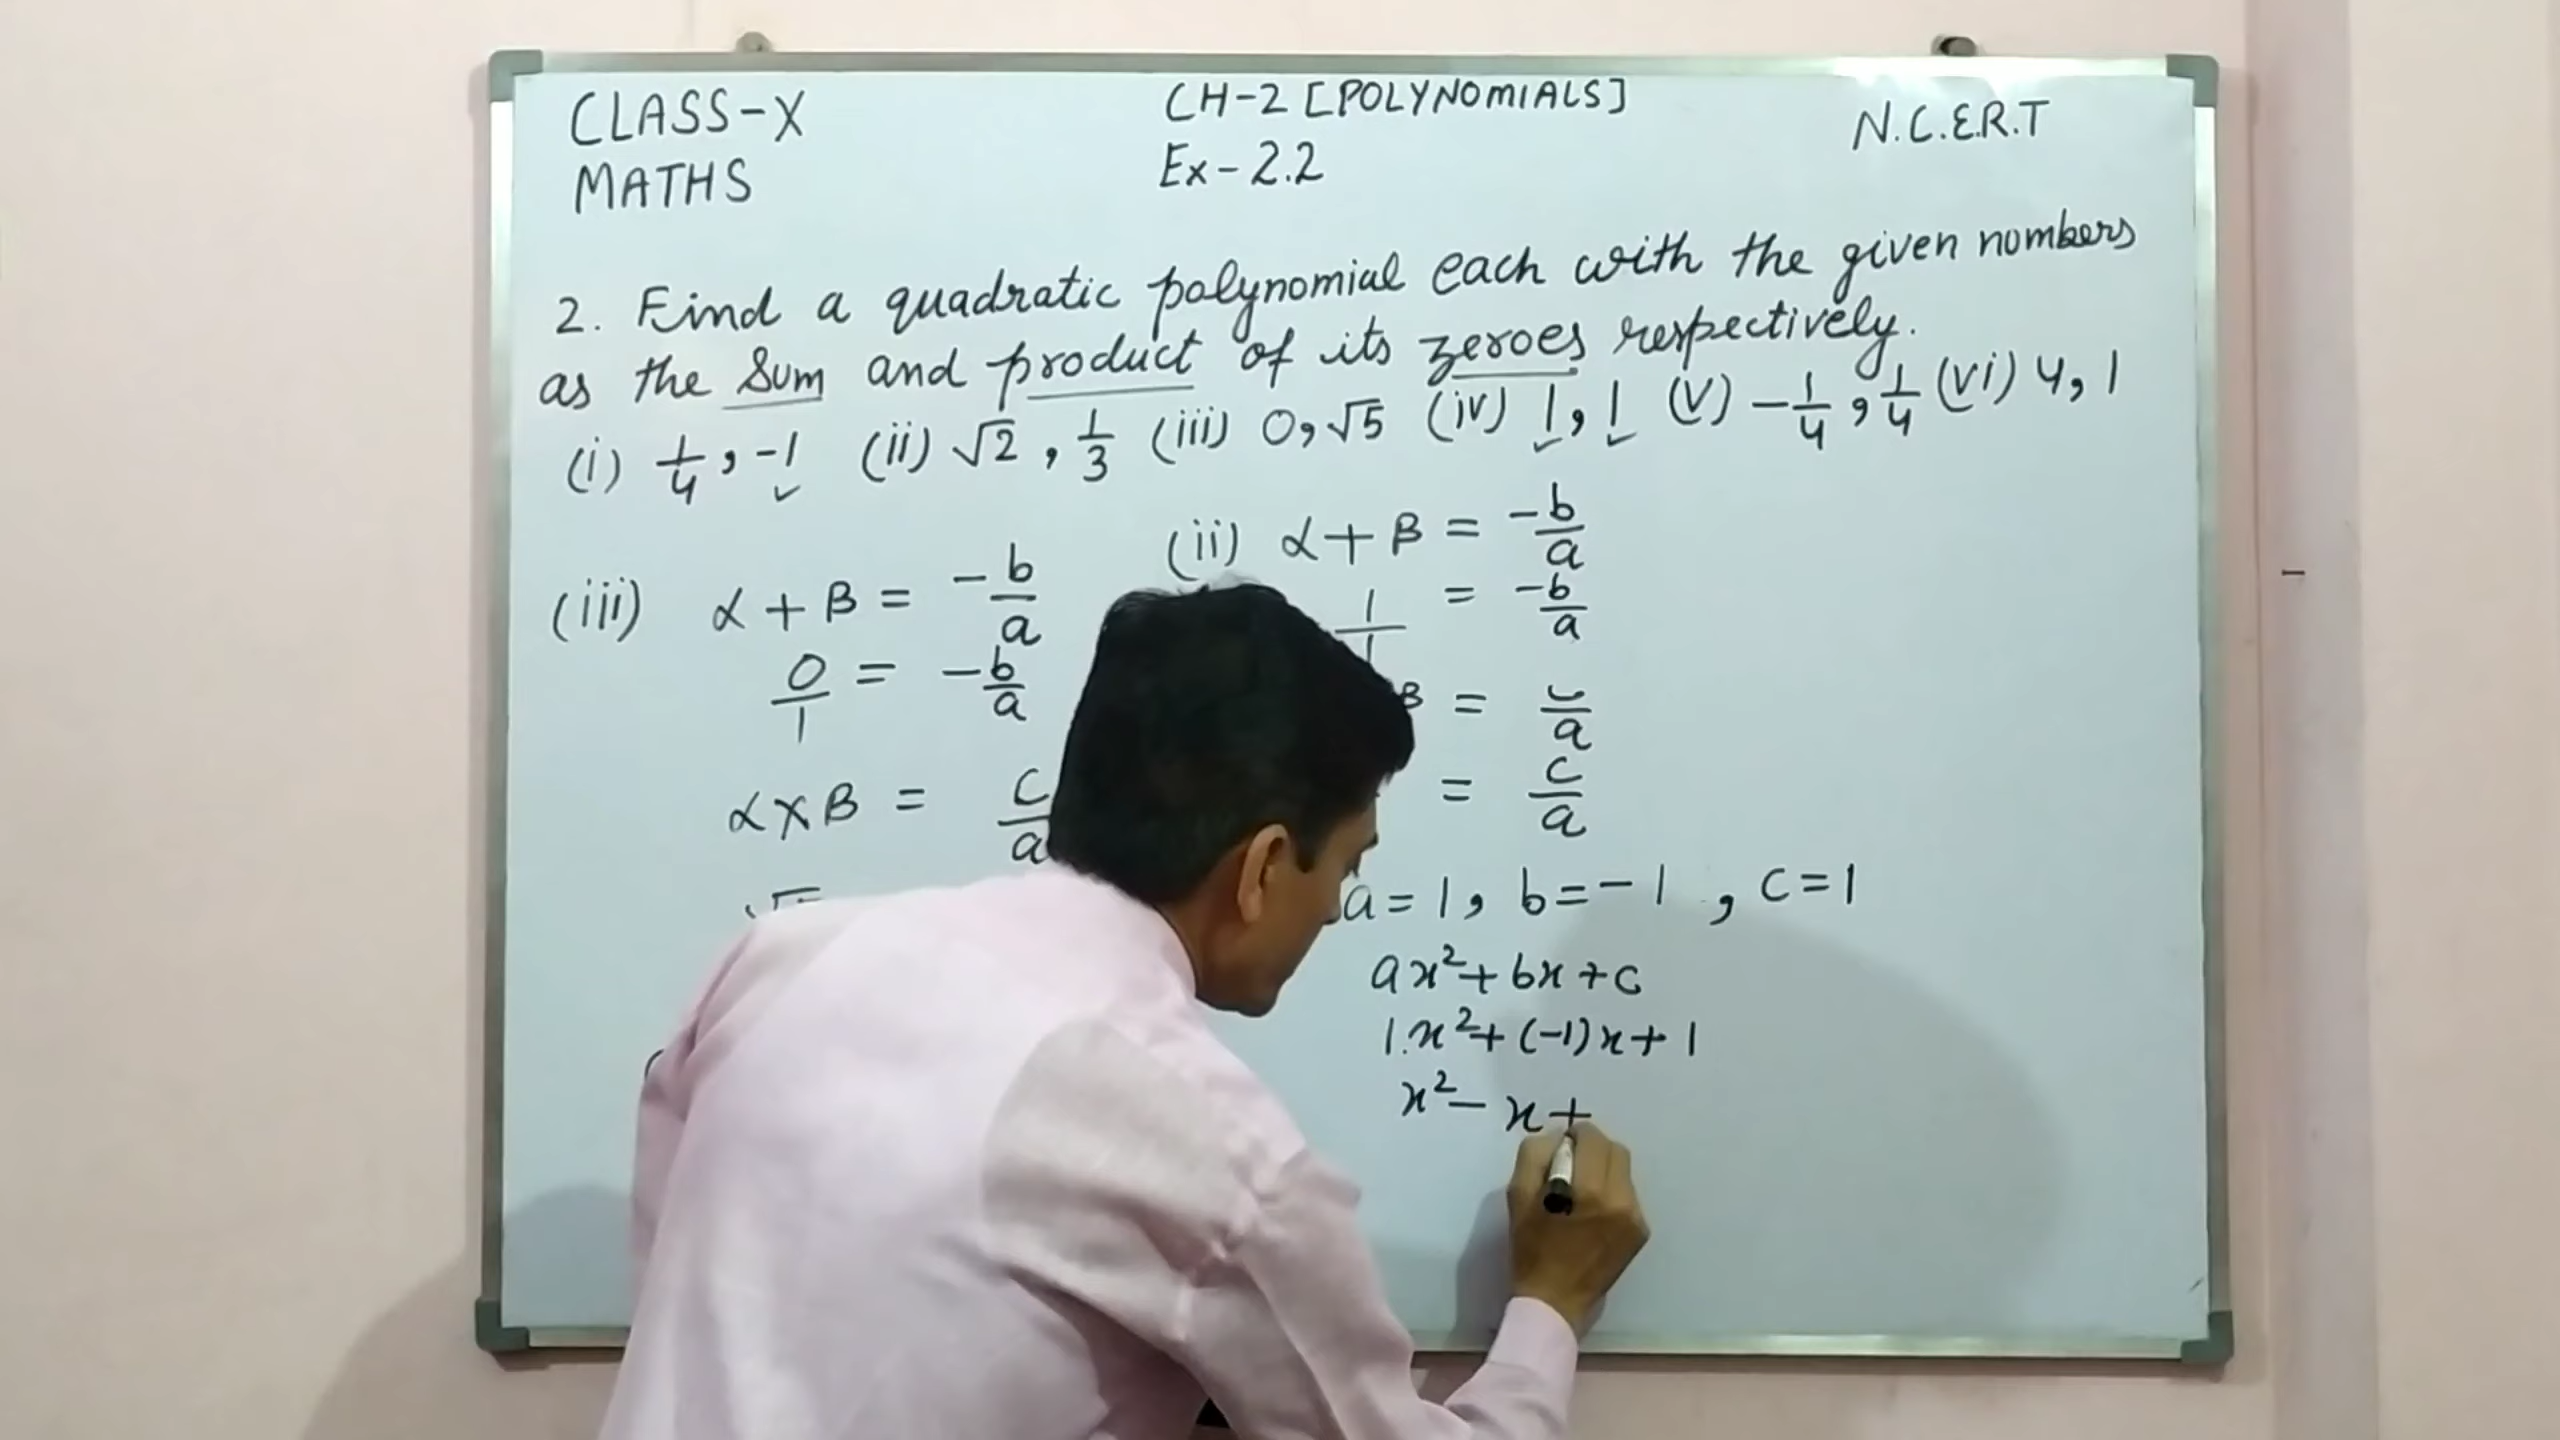 CLASS-X
MATHS
CH-2 [POLYNOMIALS]
Ex-2.2
N.C.E.R.T
2. Find a quadratic polynomial each with the given numbers
as the Sum and product of its zeroes respectively.
(i) 1/4, -1 (ii) √2, 1/3 (iii) 0, √5 (iv) 1, 1 (v) -1/4, 1/4 (vi) 4, 1
(iii) α + β = -b/a
0/1 = -b/a
α × β = c/a
(ii) α + β = -b/a
1/1 = -b/a
β = c/a
= c/a
a = 1, b = -1, c = 1
ax² + bx + c
1.x² + (-1)x + 1
x² - x +